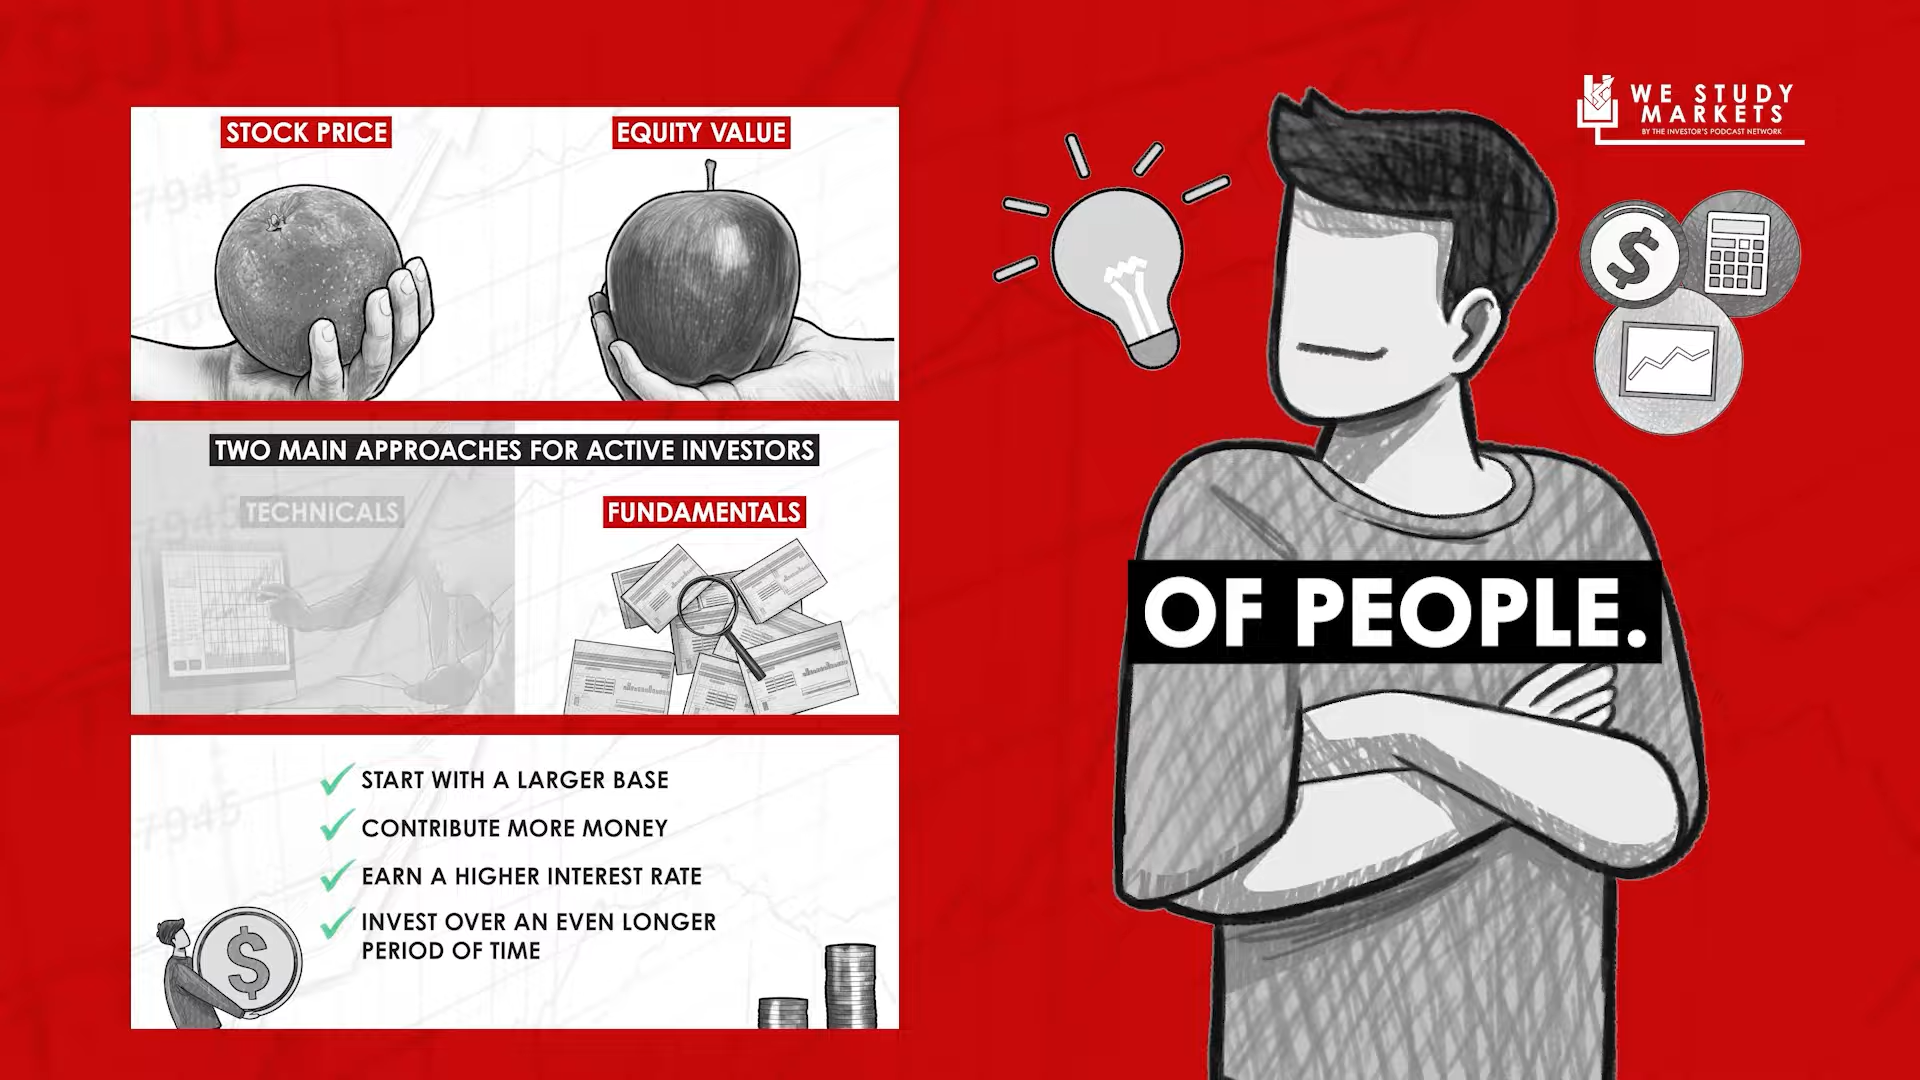 STOCK PRICE
EQUITY VALUE
TWO MAIN APPROACHES FOR ACTIVE INVESTORS
TECHNICALS
FUNDAMENTALS
START WITH A LARGER BASE
CONTRIBUTE MORE MONEY
EARN A HIGHER INTEREST RATE
INVEST OVER AN EVEN LONGER
PERIOD OF TIME
$
WE STUDY
MARKETS
BY THE INVESTOR'S PODCAST NETWORK
$
OF PEOPLE.